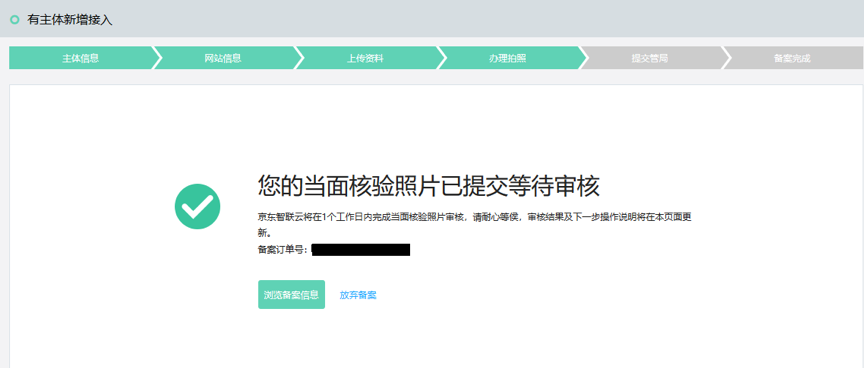 有主体新增接入
主体信息
网站信息
上传资料
办理拍照
提交管局
备案完成
您的当面核验照片已提交等待审核
京东智联云将在1个工作日内完成当面核验照片审核，请耐心等侯，审核结果及下一步操作说明将在本页面更
新。
备案订单号：
浏览备案信息
放弃备案